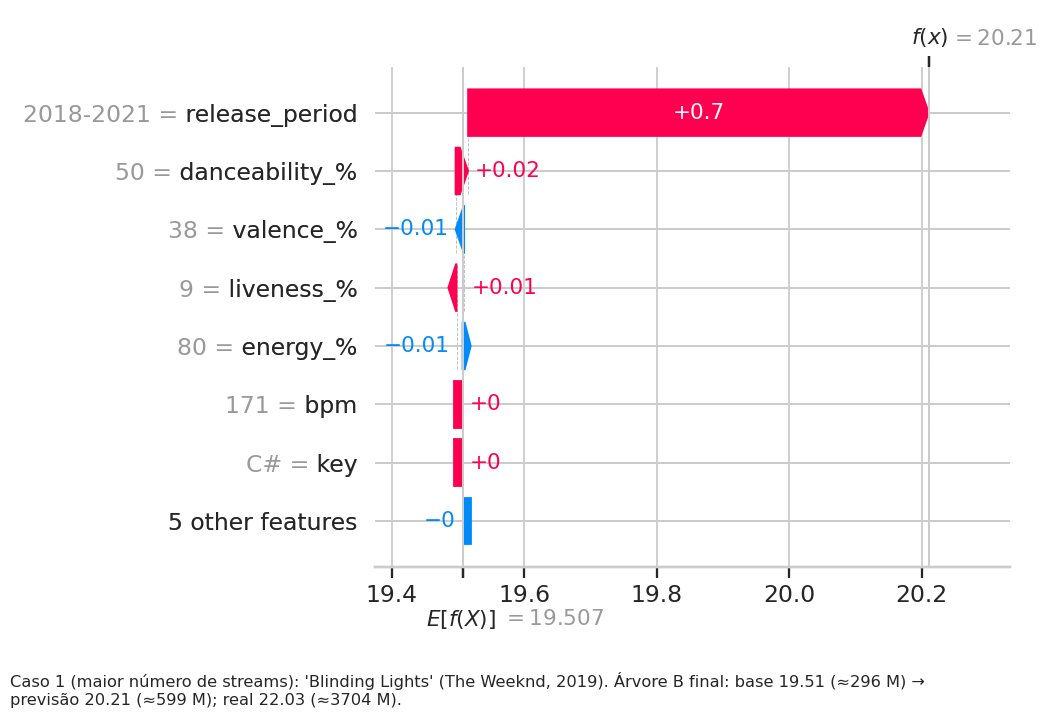 f(x) = 20.21
2018-2021 = release_period
+0.7
50 = danceability_%
+0.02
38 = valence_%
−0.01
9 = liveness_%
+0.01
80 = energy_%
−0.01
171 = bpm
+0
C# = key
+0
5 other features
−0
19.4 19.6 19.8 20.0 20.2
E[f(X)] = 19.507
Caso 1 (maior número de streams): 'Blinding Lights' (The Weeknd, 2019). Árvore B final: base 19.51 (≈296 M) →
previsão 20.21 (≈599 M); real 22.03 (≈3704 M).